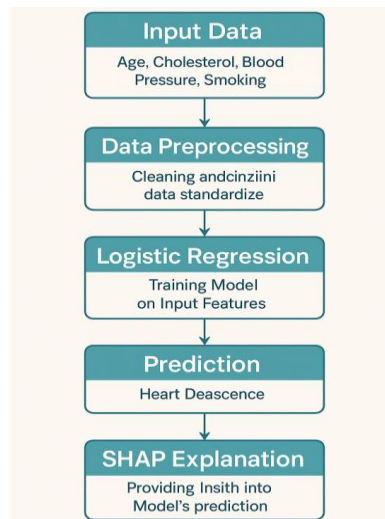 Input Data
Age, Cholesterol, Blood
Pressure, Smoking
Data Preprocessing
Cleaning andcinziini
data standardize
Logistic Regression
Training Model
on Input Features
Prediction
Heart Deascence
SHAP Explanation
Providing Insith into
Model's prediction